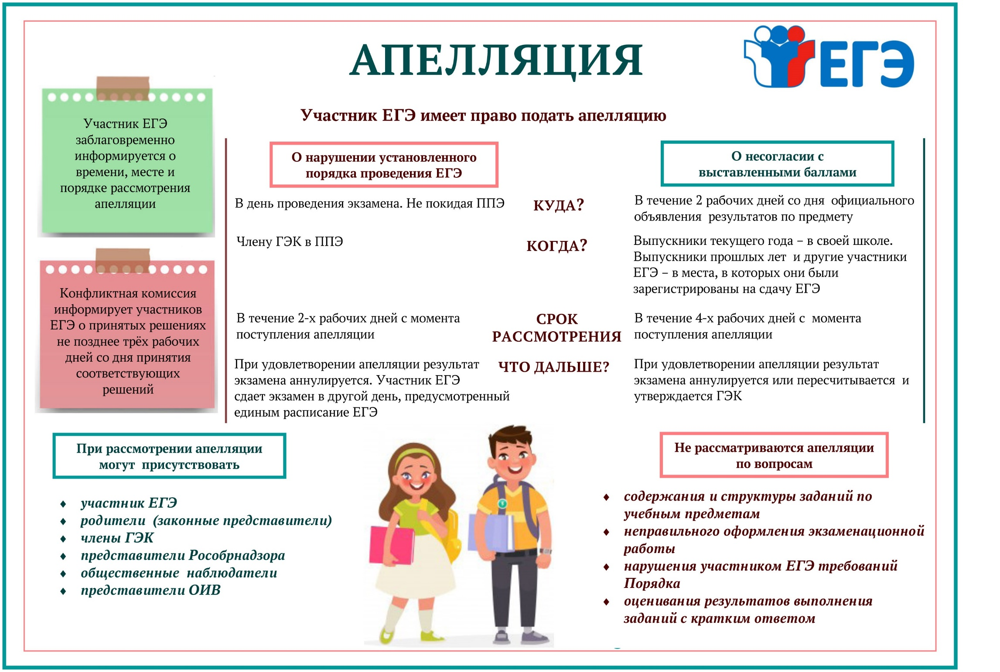 АПЕЛЛЯЦИЯ
ЕГЭ
Участник ЕГЭ имеет право подать апелляцию
Участник ЕГЭ
заблаговременно
информируется о
времени, месте и
порядке рассмотрения
апелляции
Конфликтная комиссия
информирует участников
ЕГЭ о принятых решениях
не позднее трёх рабочих
дней со дня принятия
соответствующих
решений
О нарушении установленного
порядка проведения ЕГЭ
О несогласии с
выставленными баллами
В день проведения экзамена. Не покидая ППЭ
КУДА?
В течение 2 рабочих дней со дня официального
объявления результатов по предмету
Члену ГЭК в ППЭ
КОГДА?
Выпускники текущего года – в своей школе.
Выпускники прошлых лет и другие участники
ЕГЭ – в места, в которых они были
зарегистрированы на сдачу ЕГЭ
В течение 2-х рабочих дней с момента
поступления апелляции
СРОК
РАССМОТРЕНИЯ
В течение 4-х рабочих дней с момента
поступления апелляции
При удовлетворении апелляции результат
экзамена аннулируется. Участник ЕГЭ
сдает экзамен в другой день, предусмотренный
единым расписание ЕГЭ
ЧТО ДАЛЬШЕ?
При удовлетворении апелляции результат
экзамена аннулируется или пересчитывается и
утверждается ГЭК
При рассмотрении апелляции
могут присутствовать
♦ участник ЕГЭ
♦ родители (законные представители)
♦ члены ГЭК
♦ представители Рособрнадзора
♦ общественные наблюдатели
♦ представители ОИВ
Не рассматриваются апелляции
по вопросам
♦ содержания и структуры заданий по
учебным предметам
♦ неправильного оформления экзаменационной
работы
♦ нарушения участником ЕГЭ требований
Порядка
♦ оценивания результатов выполнения
заданий с кратким ответом